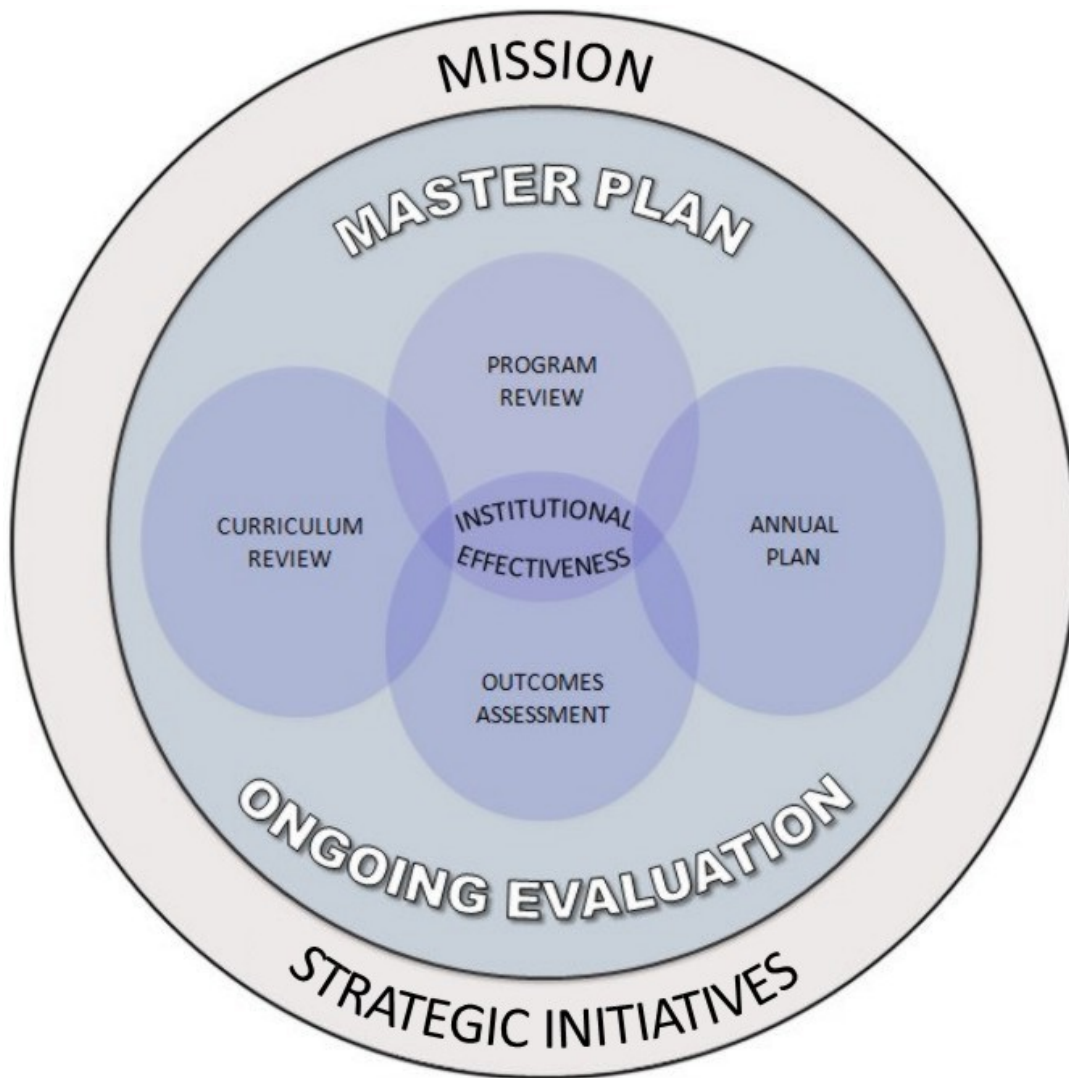 MISSION
MASTER PLAN
PROGRAM
REVIEW
CURRICULUM
REVIEW
INSTITUTIONAL
EFFECTIVENESS
ANNUAL
PLAN
OUTCOMES
ASSESSMENT
ONGOING EVALUATION
STRATEGIC INITIATIVES